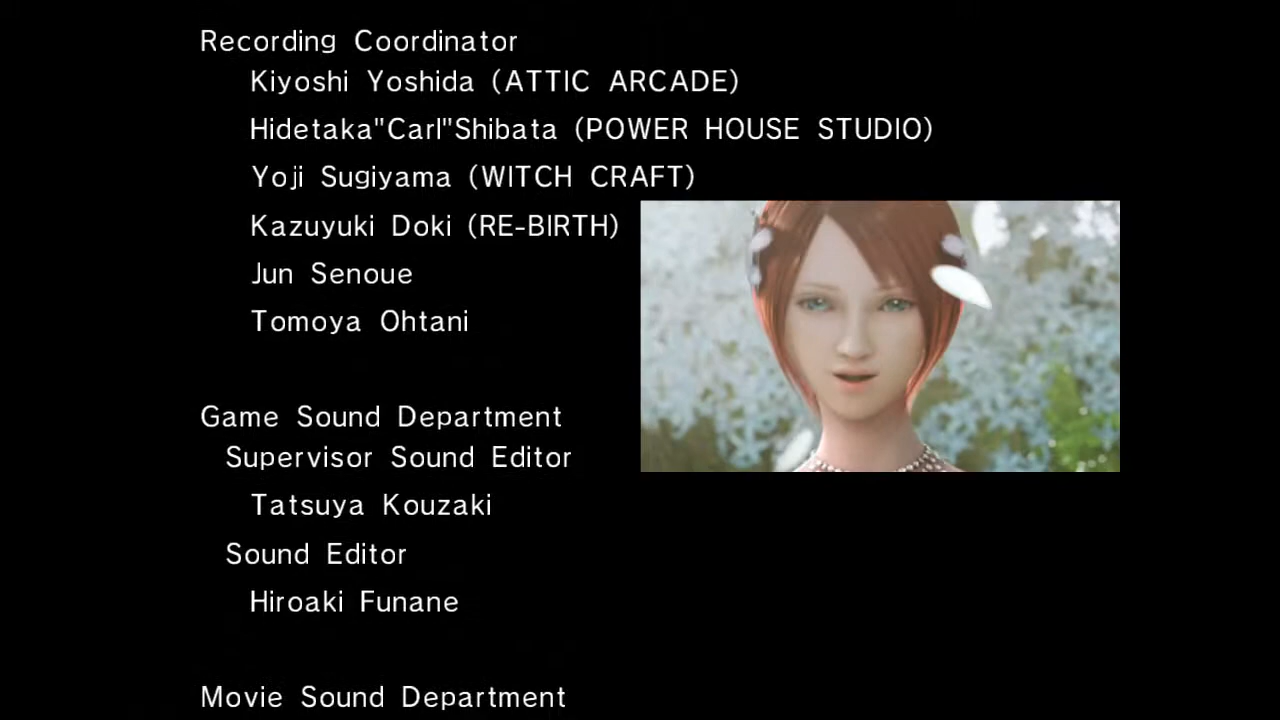 Recording Coordinator
Kiyoshi Yoshida (ATTIC ARCADE)
Hidetaka"Carl"Shibata (POWER HOUSE STUDIO)
Yoji Sugiyama (WITCH CRAFT)
Kazuyuki Doki (RE-BIRTH)
Jun Senoue
Tomoya Ohtani
Game Sound Department
Supervisor Sound Editor
Tatsuya Kouzaki
Sound Editor
Hiroaki Funane
Movie Sound Department